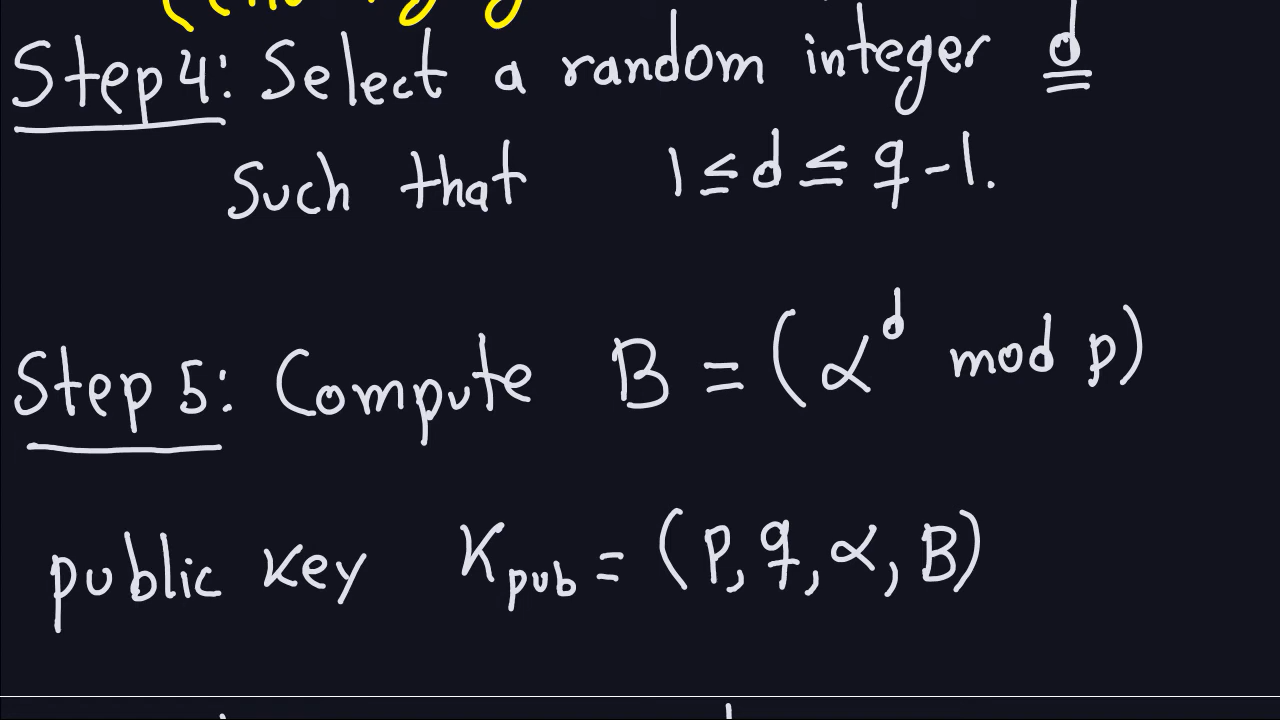 Step 4: Select a random integer d
Such that 1 ≤ d ≤ q - 1.
Step 5: Compute B = (α^d mod p)
public key K_pub = (p, q, α, B)